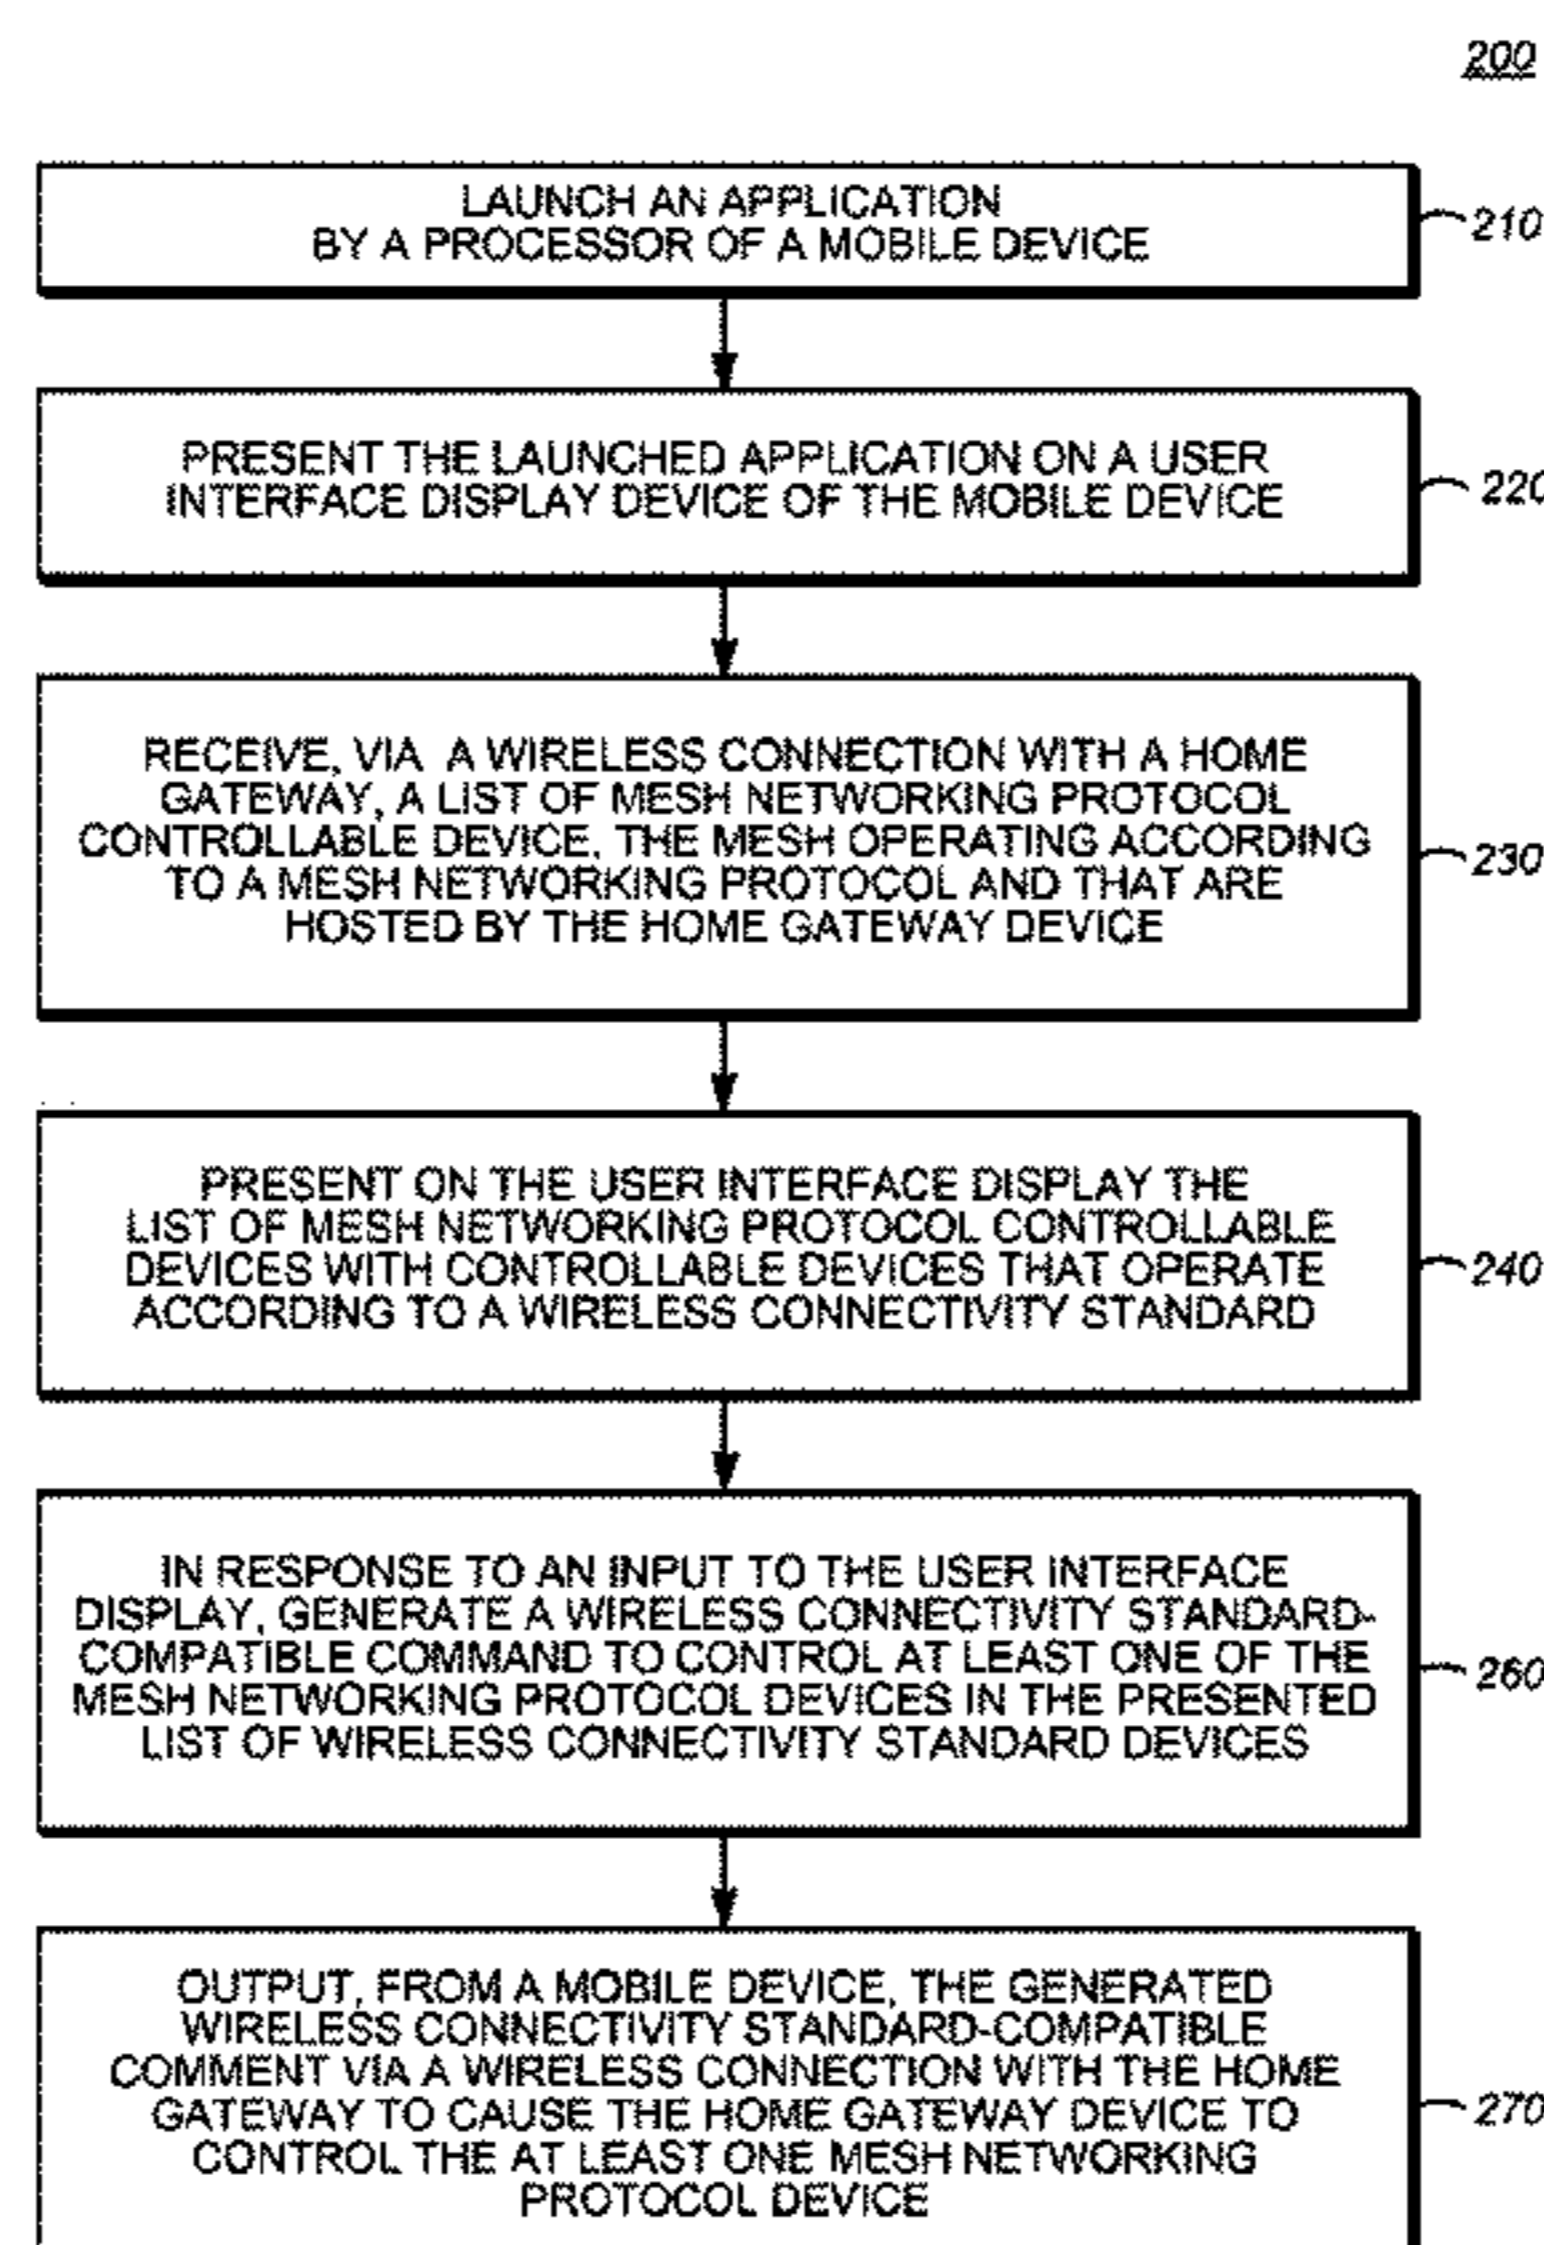 200
LAUNCH AN APPLICATION
BY A PROCESSOR OF A MOBILE DEVICE
210
PRESENT THE LAUNCHED APPLICATION ON A USER
INTERFACE DISPLAY DEVICE OF THE MOBILE DEVICE
220
RECEIVE, VIA A WIRELESS CONNECTION WITH A HOME
GATEWAY, A LIST OF MESH NETWORKING PROTOCOL
CONTROLLABLE DEVICE, THE MESH OPERATING ACCORDING
TO A MESH NETWORKING PROTOCOL AND THAT ARE
HOSTED BY THE HOME GATEWAY DEVICE
230
PRESENT ON THE USER INTERFACE DISPLAY THE
LIST OF MESH NETWORKING PROTOCOL CONTROLLABLE
DEVICES WITH CONTROLLABLE DEVICES THAT OPERATE
ACCORDING TO A WIRELESS CONNECTIVITY STANDARD
240
IN RESPONSE TO AN INPUT TO THE USER INTERFACE
DISPLAY, GENERATE A WIRELESS CONNECTIVITY STANDARD-
COMPATIBLE COMMAND TO CONTROL AT LEAST ONE OF THE
MESH NETWORKING PROTOCOL DEVICES IN THE PRESENTED
LIST OF WIRELESS CONNECTIVITY STANDARD DEVICES
260
OUTPUT, FROM A MOBILE DEVICE, THE GENERATED
WIRELESS CONNECTIVITY STANDARD-COMPATIBLE
COMMENT VIA A WIRELESS CONNECTION WITH THE HOME
GATEWAY TO CAUSE THE HOME GATEWAY DEVICE TO
CONTROL THE AT LEAST ONE MESH NETWORKING
PROTOCOL DEVICE
270